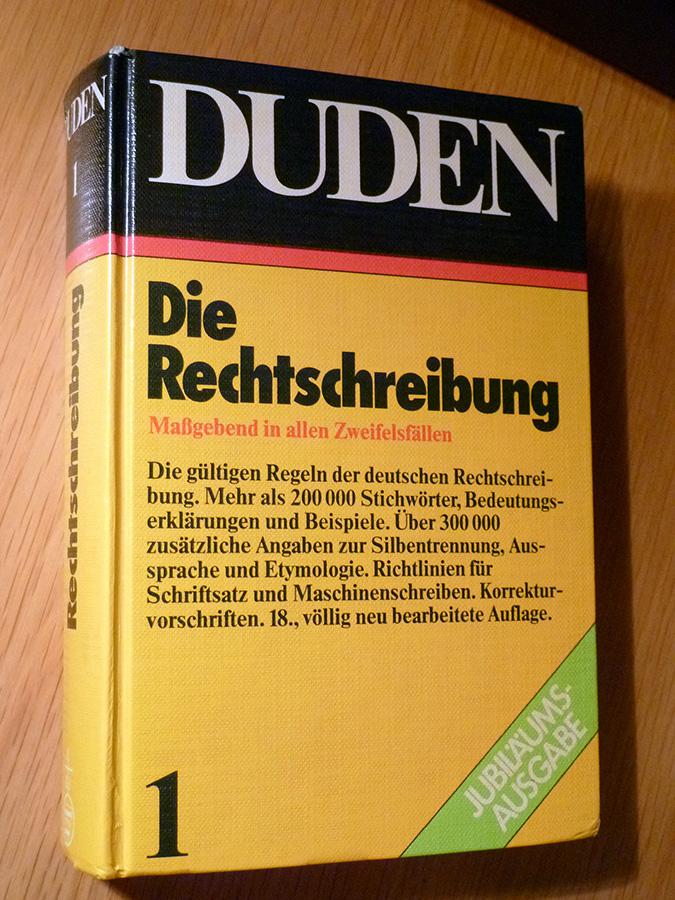 DUDEN
1
Rechtschreibung
DUDEN
Die
Rechtschreibung
Maßgebend in allen Zweifelsfällen
Die gültigen Regeln der deutschen Rechtschrei-
bung. Mehr als 200 000 Stichwörter, Bedeutungs-
erklärungen und Beispiele. Über 300 000
zusätzliche Angaben zur Silbentrennung, Aus-
sprache und Etymologie. Richtlinien für
Schriftsatz und Maschinenschreiben. Korrektur-
vorschriften. 18., völlig neu bearbeitete Auflage.
JUBILÄUMS-
AUSGABE
1